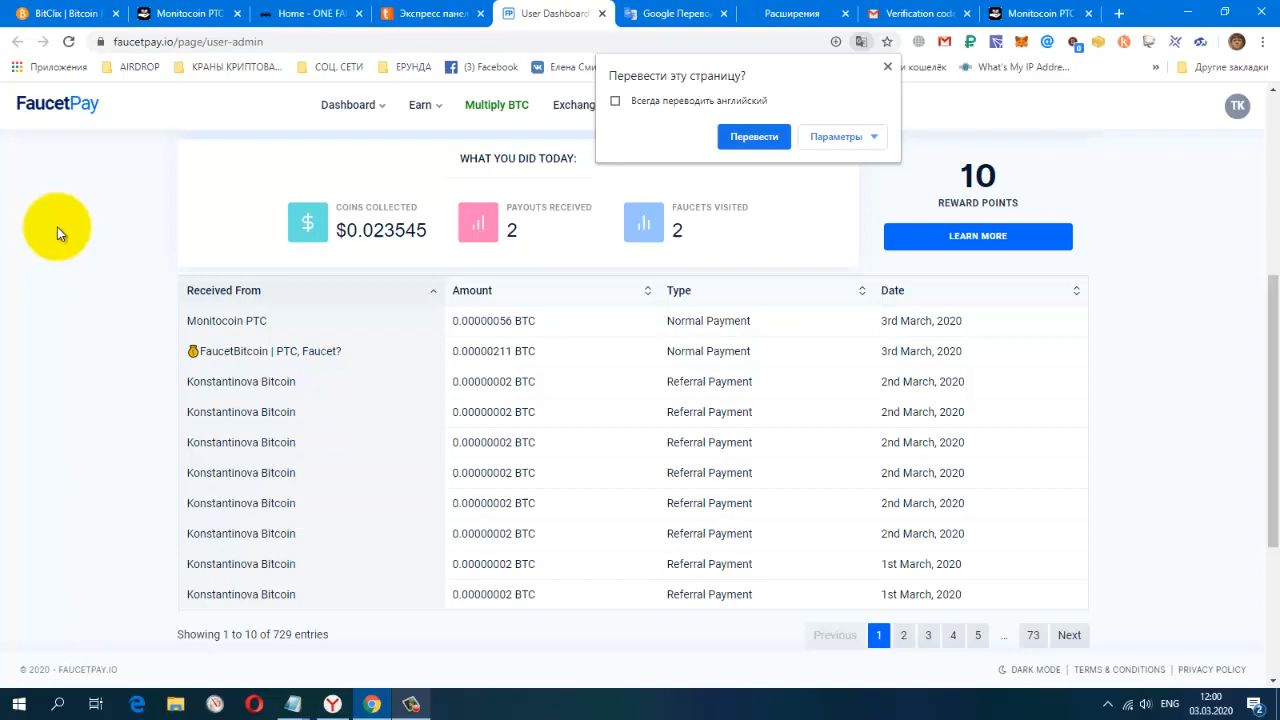 BitClix | Bitcoin
Monitocoin PTC
Home - ONE FA
Экспресс панел
User Dashboard
Google Перево
Расширения
Verification code
Monitocoin PTC
faucetpay.io/page/user-admin
Приложения
AIRDROP
КРАНЫ КРИПТОВА...
СОЦ. СЕТИ
ЕРУНДА
(3) Facebook
Елена Сми
кошелёк
What's My IP Addre...
»
Другие закладки
Перевести эту страницу?
Всегда переводить английский
Перевести
Параметры
FaucetPay
Dashboard
Earn
Multiply BTC
Exchang
TK
WHAT YOU DID TODAY:
COINS COLLECTED
$0.023545
PAYOUTS RECEIVED
2
FAUCETS VISITED
2
10
REWARD POINTS
LEARN MORE
Received From Amount Type Date
Monitocoin PTC 0.00000056 BTC Normal Payment 3rd March, 2020
💰FaucetBitcoin | PTC, Faucet? 0.00000211 BTC Normal Payment 3rd March, 2020
Konstantinova Bitcoin 0.00000002 BTC Referral Payment 2nd March, 2020
Konstantinova Bitcoin 0.00000002 BTC Referral Payment 2nd March, 2020
Konstantinova Bitcoin 0.00000002 BTC Referral Payment 2nd March, 2020
Konstantinova Bitcoin 0.00000002 BTC Referral Payment 2nd March, 2020
Konstantinova Bitcoin 0.00000002 BTC Referral Payment 2nd March, 2020
Konstantinova Bitcoin 0.00000002 BTC Referral Payment 2nd March, 2020
Konstantinova Bitcoin 0.00000002 BTC Referral Payment 1st March, 2020
Konstantinova Bitcoin 0.00000002 BTC Referral Payment 1st March, 2020
Showing 1 to 10 of 729 entries
Previous 1 2 3 4 5 ... 73 Next
© 2020 - FAUCETPAY.IO
DARK MODE | TERMS & CONDITIONS | PRIVACY POLICY
ENG
12:00
03.03.2020
2